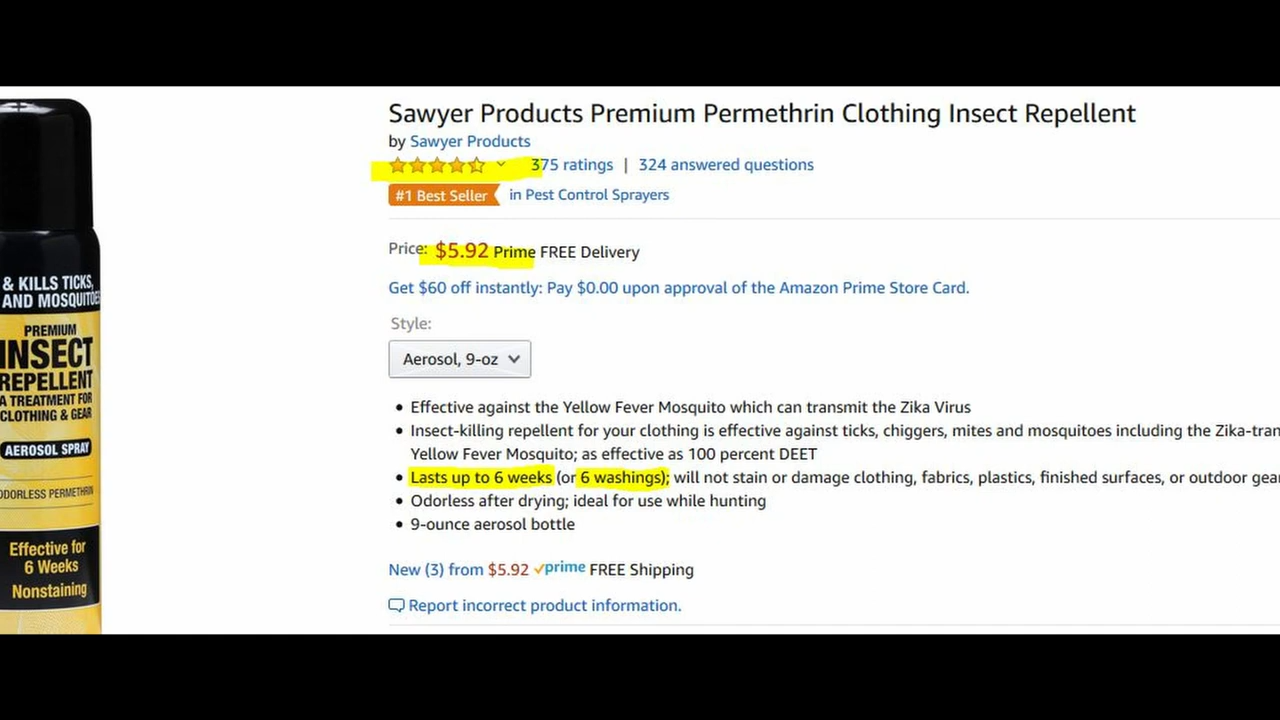 Sawyer Products Premium Permethrin Clothing Insect Repellent
by Sawyer Products
375 ratings | 324 answered questions
#1 Best Seller in Pest Control Sprayers
Price: $5.92 Prime FREE Delivery
Get $60 off instantly: Pay $0.00 upon approval of the Amazon Prime Store Card.
Style:
Aerosol, 9-oz
• Effective against the Yellow Fever Mosquito which can transmit the Zika Virus
• Insect-killing repellent for your clothing is effective against ticks, chiggers, mites and mosquitoes including the Zika-tran
Yellow Fever Mosquito; as effective as 100 percent DEET
• Lasts up to 6 weeks (or 6 washings); will not stain or damage clothing, fabrics, plastics, finished surfaces, or outdoor gear
• Odorless after drying; ideal for use while hunting
• 9-ounce aerosol bottle
New (3) from $5.92 prime FREE Shipping
Report incorrect product information.
& KILLS TICKS,
AND MOSQUITOES
PREMIUM
INSECT
REPELLENT
A TREATMENT FOR
CLOTHING & GEAR
AEROSOL SPRAY
ODORLESS PERMETHRIN
Effective for
6 Weeks
Nonstaining